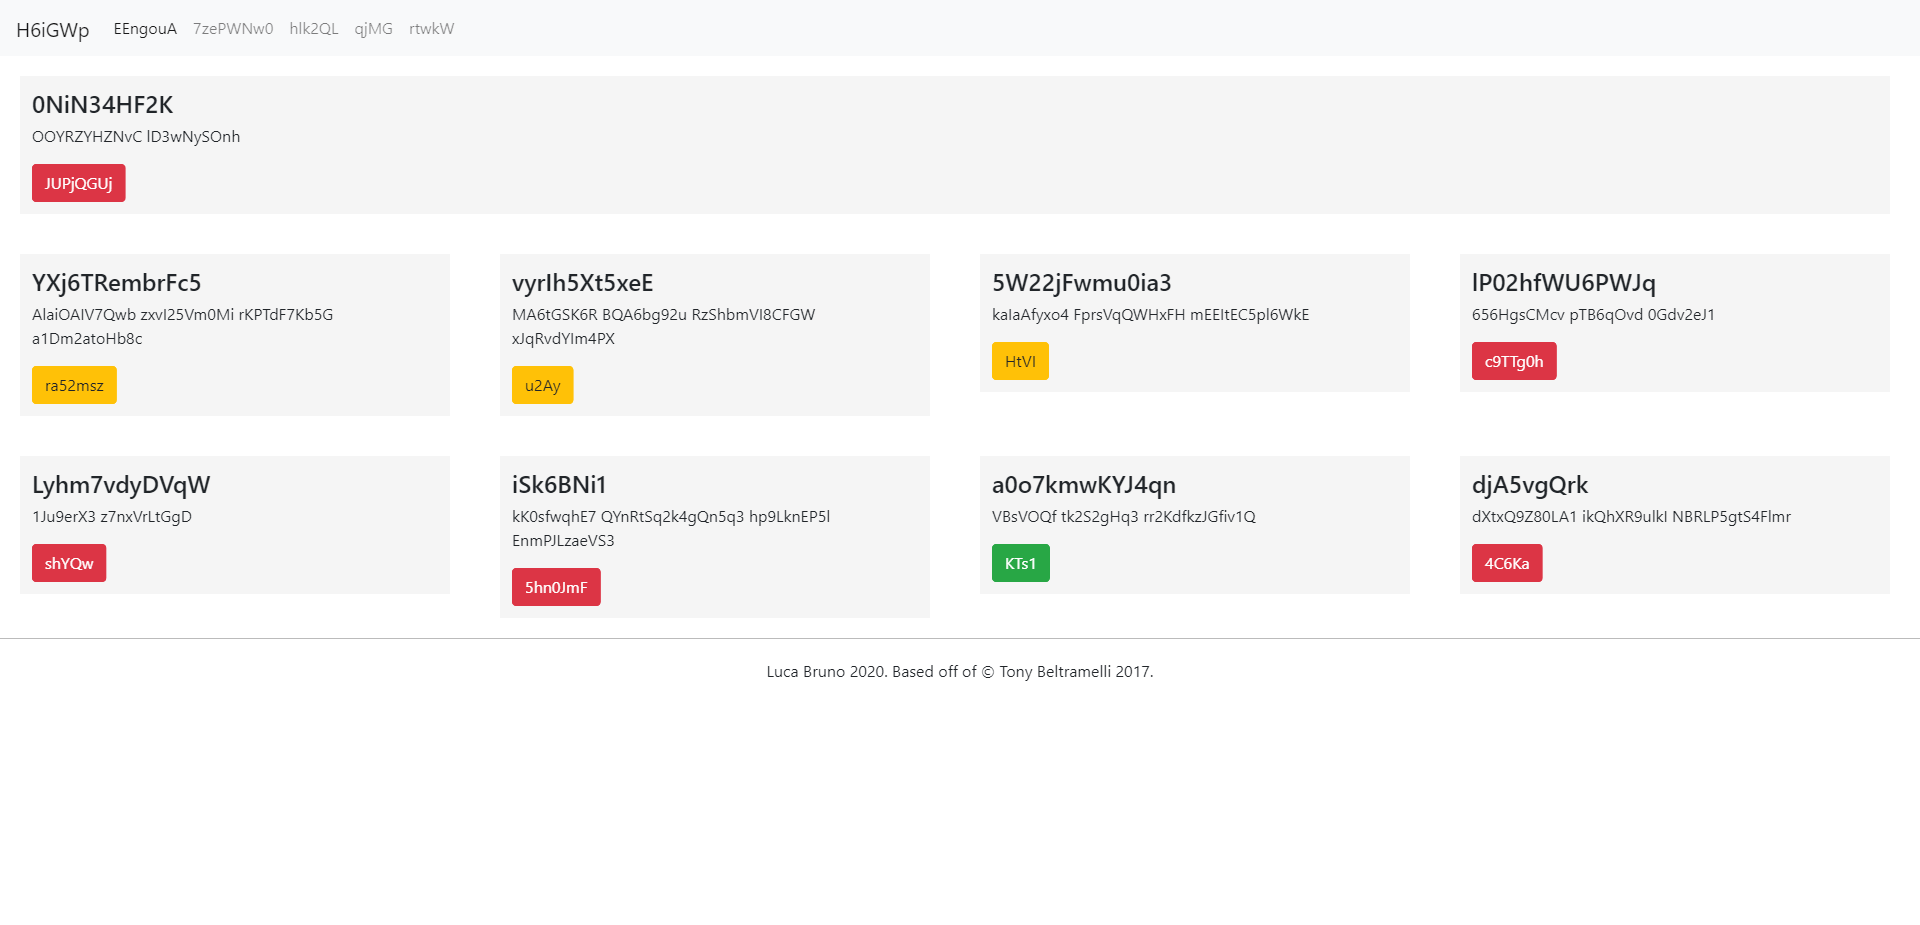 H6iGWp EEngouA 7zePWNw0 hlk2QL qjMG rtwkW
0NiN34HF2K
OOYRZYHZNvC lD3wNySOnh
JUPjQGUj
YXj6TRembrFc5
AlaiOAIV7Qwb zxvI25Vm0Mi rKPTdF7Kb5G
a1Dm2atoHb8c
ra52msz
vyrIh5Xt5xeE
MA6tGSK6R BQA6bg92u RzShbmVI8CFGW
xJqRvdYIm4PX
u2Ay
5W22jFwmu0ia3
kaIaAfyxo4 FprsVqQWHxFH mEEItEC5pl6WkE
HtVI
lP02hfWU6PWJq
656HgsCMcv pTB6qOvd 0Gdv2eJ1
c9TTg0h
Lyhm7vdyDVqW
1Ju9erX3 z7nxVrLtGgD
shYQw
iSk6BNi1
kK0sfwqhE7 QYnRtSq2k4gQn5q3 hp9LknEP5l
EnmPJLzaeVS3
5hn0JmF
a0o7kmwKYJ4qn
VBsVOQf tk2S2gHq3 rr2KdfkzJGfiv1Q
KTs1
djA5vgQrk
dXtxQ9Z80LA1 ikQhXR9ulkI NBRLP5gtS4Flmr
4C6Ka
Luca Bruno 2020. Based off of © Tony Beltramelli 2017.